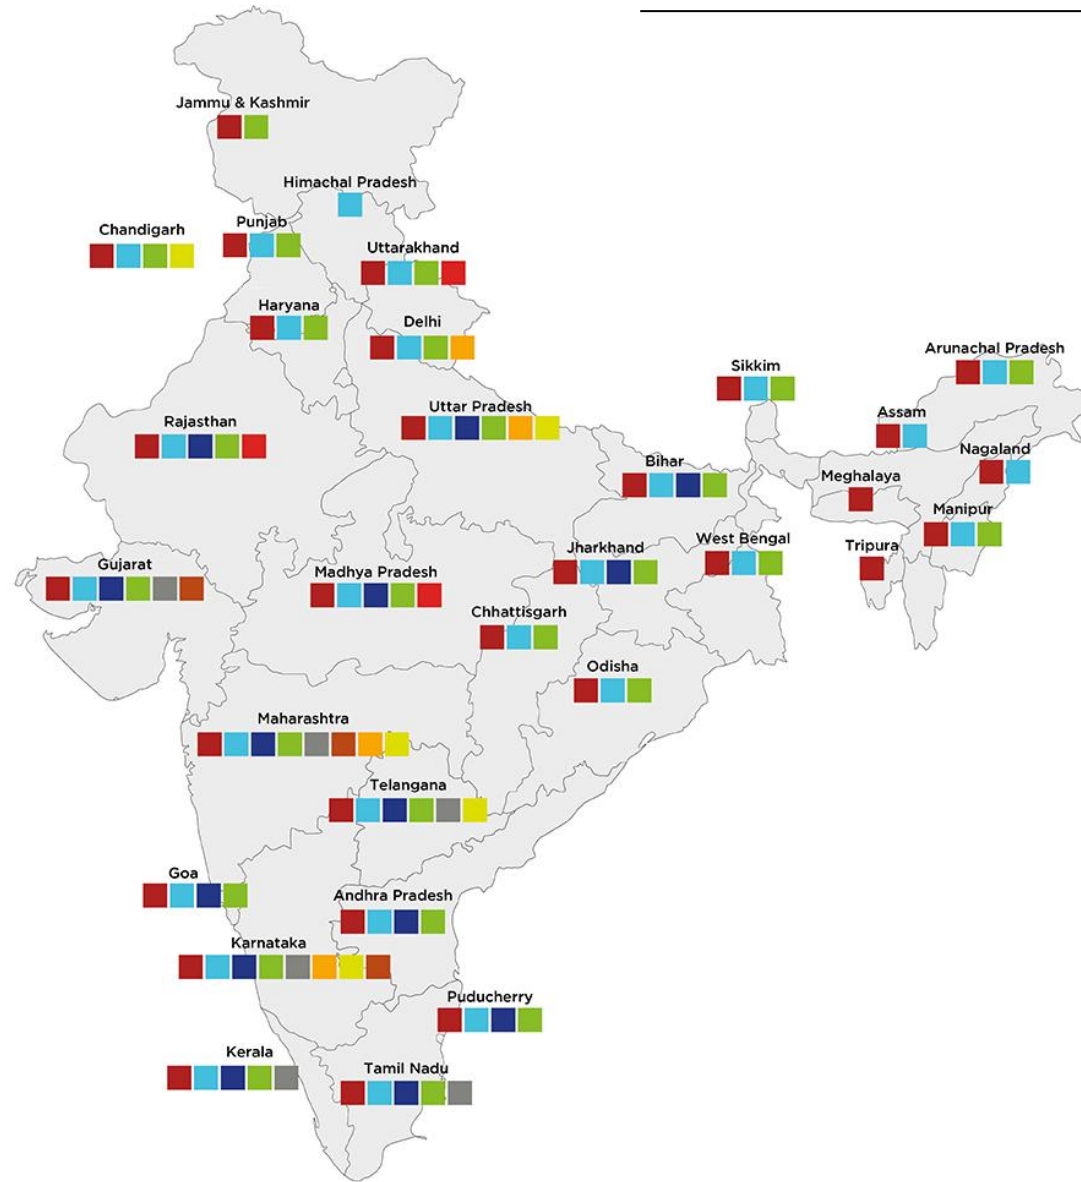 Jammu & Kashmir
Himachal Pradesh
Chandigarh
Punjab
Uttarakhand
Haryana
Delhi
Sikkim
Arunachal Pradesh
Rajasthan
Uttar Pradesh
Assam
Bihar
Nagaland
Meghalaya
Manipur
Gujarat
Madhya Pradesh
Jharkhand
West Bengal
Tripura
Chhattisgarh
Odisha
Maharashtra
Telangana
Goa
Andhra Pradesh
Karnataka
Puducherry
Kerala
Tamil Nadu